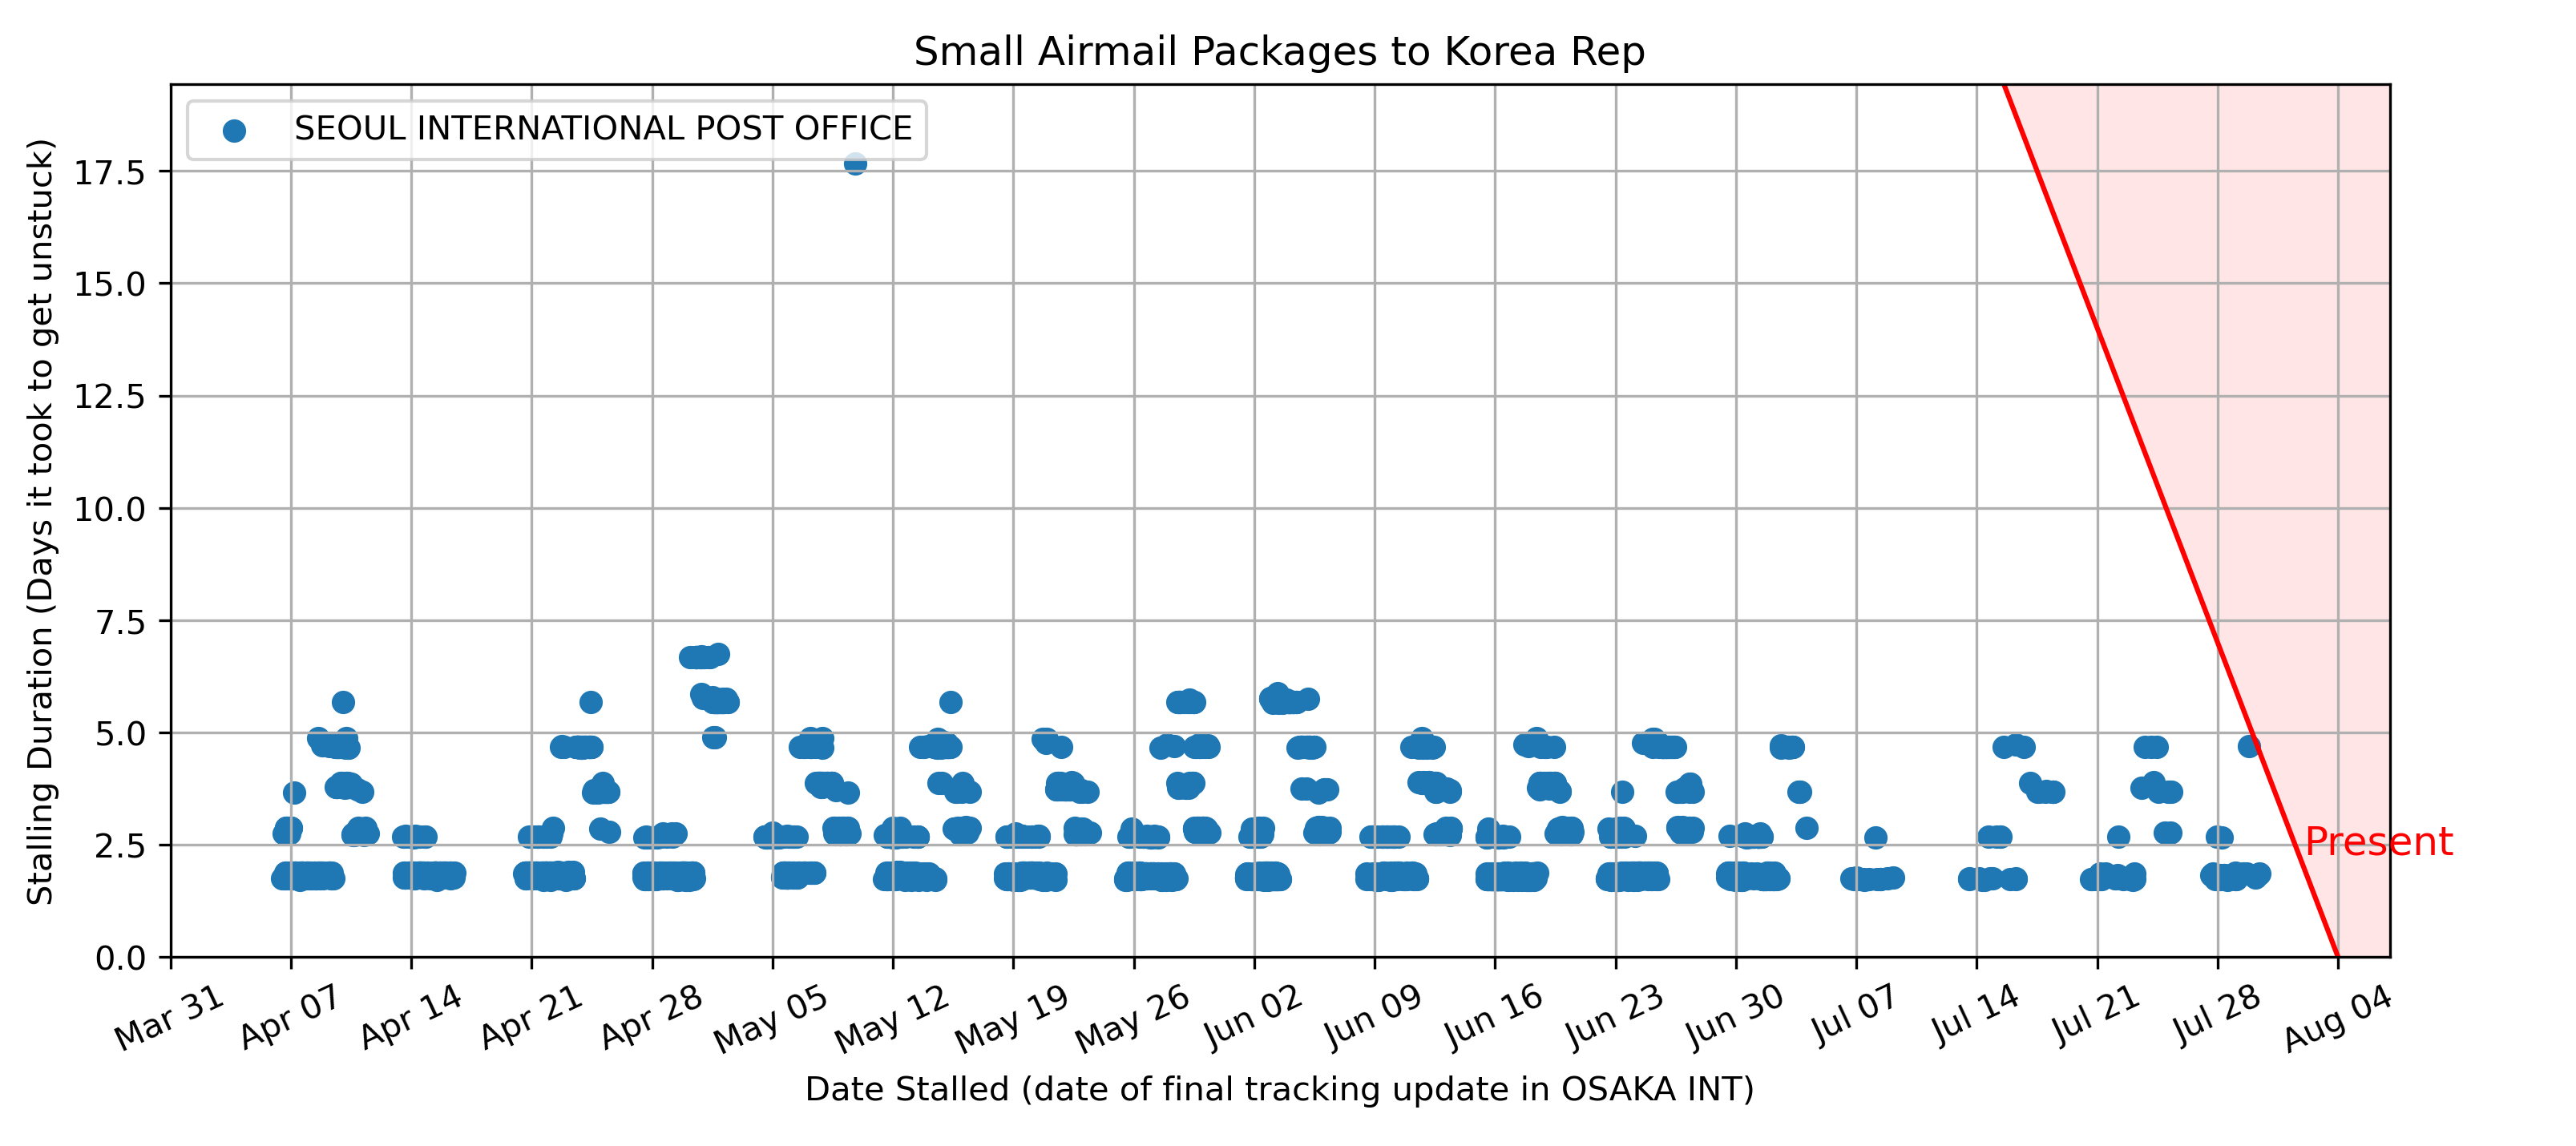 Small Airmail Packages to Korea Rep
SEOUL INTERNATIONAL POST OFFICE
Stalling Duration (Days it took to get unstuck)
17.5
15.0
12.5
10.0
7.5
5.0
2.5
0.0
Present
Mar 31
Apr 07
Apr 14
Apr 21
Apr 28
May 05
May 12
May 19
May 26
Jun 02
Jun 09
Jun 16
Jun 23
Jun 30
Jul 07
Jul 14
Jul 21
Jul 28
Aug 04
Date Stalled (date of final tracking update in OSAKA INT)